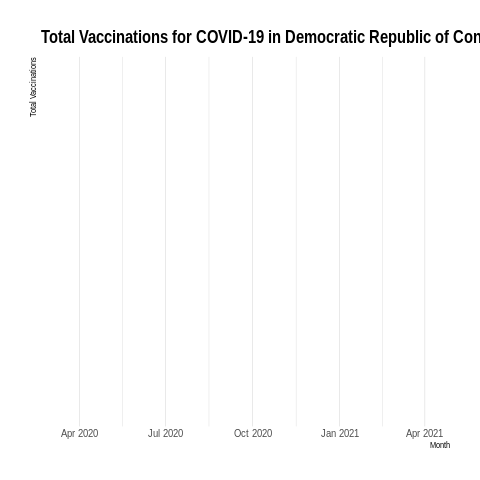 Total Vaccinations for COVID-19 in Democratic Republic of Con
Total Vaccinations
Apr 2020 Jul 2020 Oct 2020 Jan 2021 Apr 2021
Month